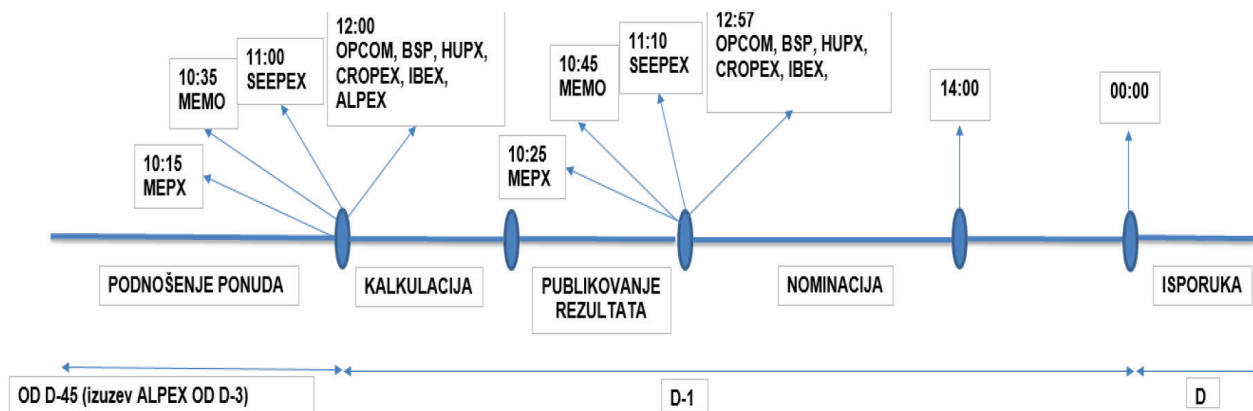 12:00
OPCOM, BSP, HUPX,
CROPEX, IBEX,
ALPEX
11:00
SEEPEX
10:35
MEMO
10:15
MEPX
12:57
OPCOM, BSP, HUPX,
CROPEX, IBEX,
11:10
SEEPEX
10:45
MEMO
10:25
MEPX
14:00
00:00
PODNOŠENJE PONUDA
KALKULACIJA
PUBLIKOVANJE
REZULTATA
NOMINACIJA
ISPORUKA
OD D-45 (izuzev ALPEX OD D-3)
D-1
D